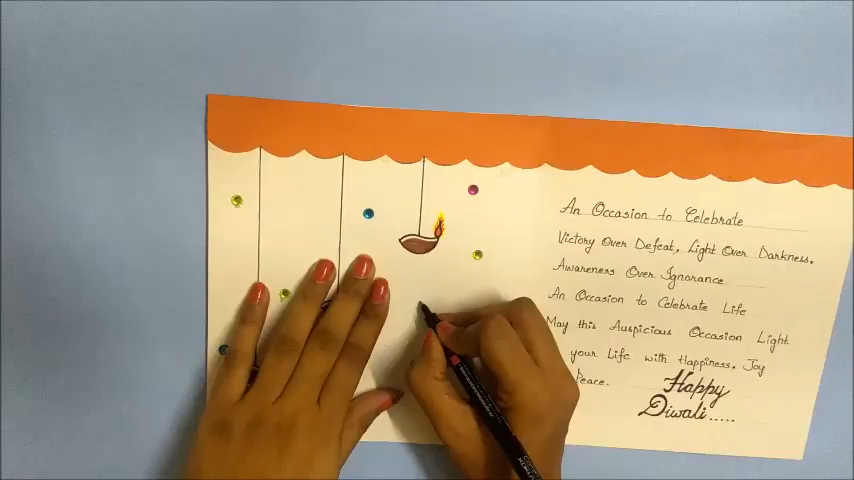 An Occasion to Celebrate
Victory Over Defeat, Light Over Darkness.
Awareness Over Ignorance
An Occasion to Celebrate Life
May this Auspicious Occasion Light
your Life with Happiness, Joy
Peace.
Happy
Diwali.....